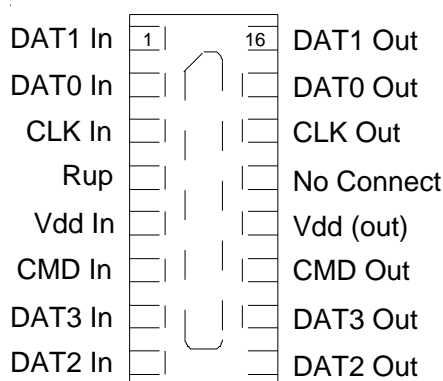 DAT1 In 1 16 DAT1 Out
DAT0 In DAT0 Out
CLK In CLK Out
Rup No Connect
Vdd In Vdd (out)
CMD In CMD Out
DAT3 In DAT3 Out
DAT2 In DAT2 Out